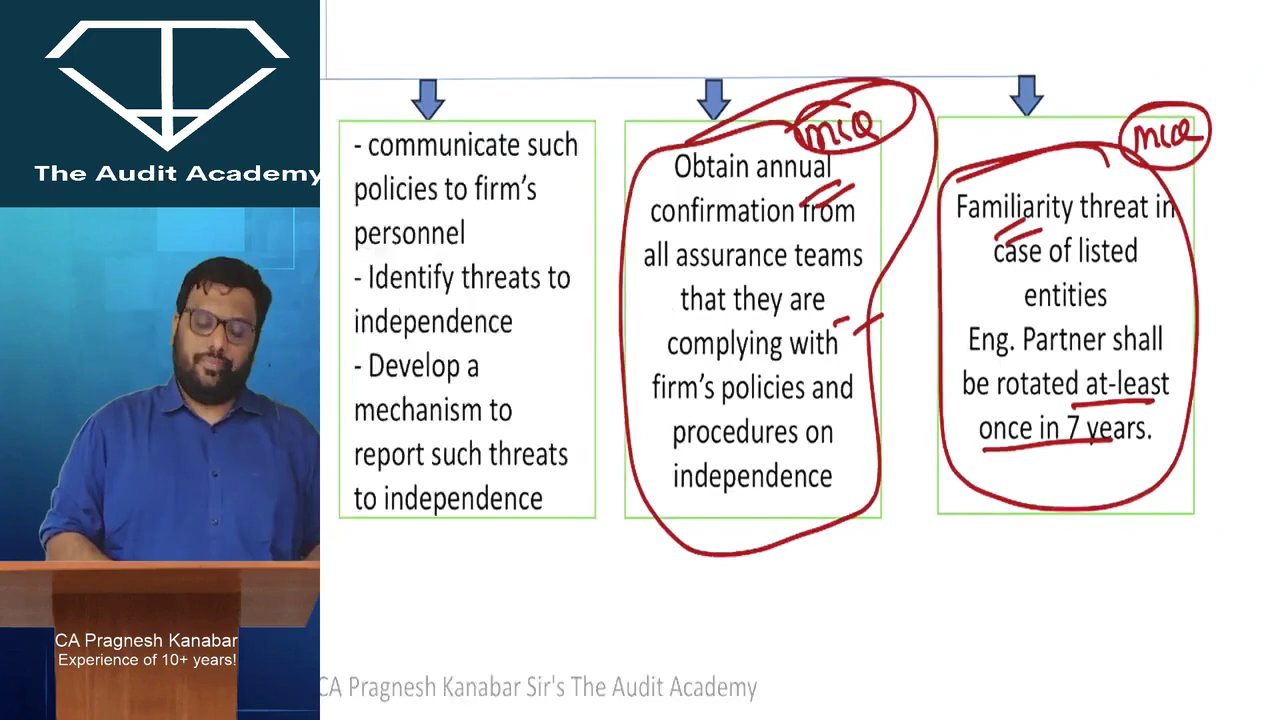 The Audit Academy
- communicate such
policies to firm's
personnel
- Identify threats to
independence
- Develop a
mechanism to
report such threats
to independence
MCQ
Obtain annual
confirmation from
all assurance teams
that they are
complying with
firm's policies and
procedures on
independence
MCQ
Familiarity threat in
case of listed
entities
Eng. Partner shall
be rotated at-least
once in 7 years.
CA Pragnesh Kanabar
Experience of 10+ years!
CA Pragnesh Kanabar Sir's The Audit Academy